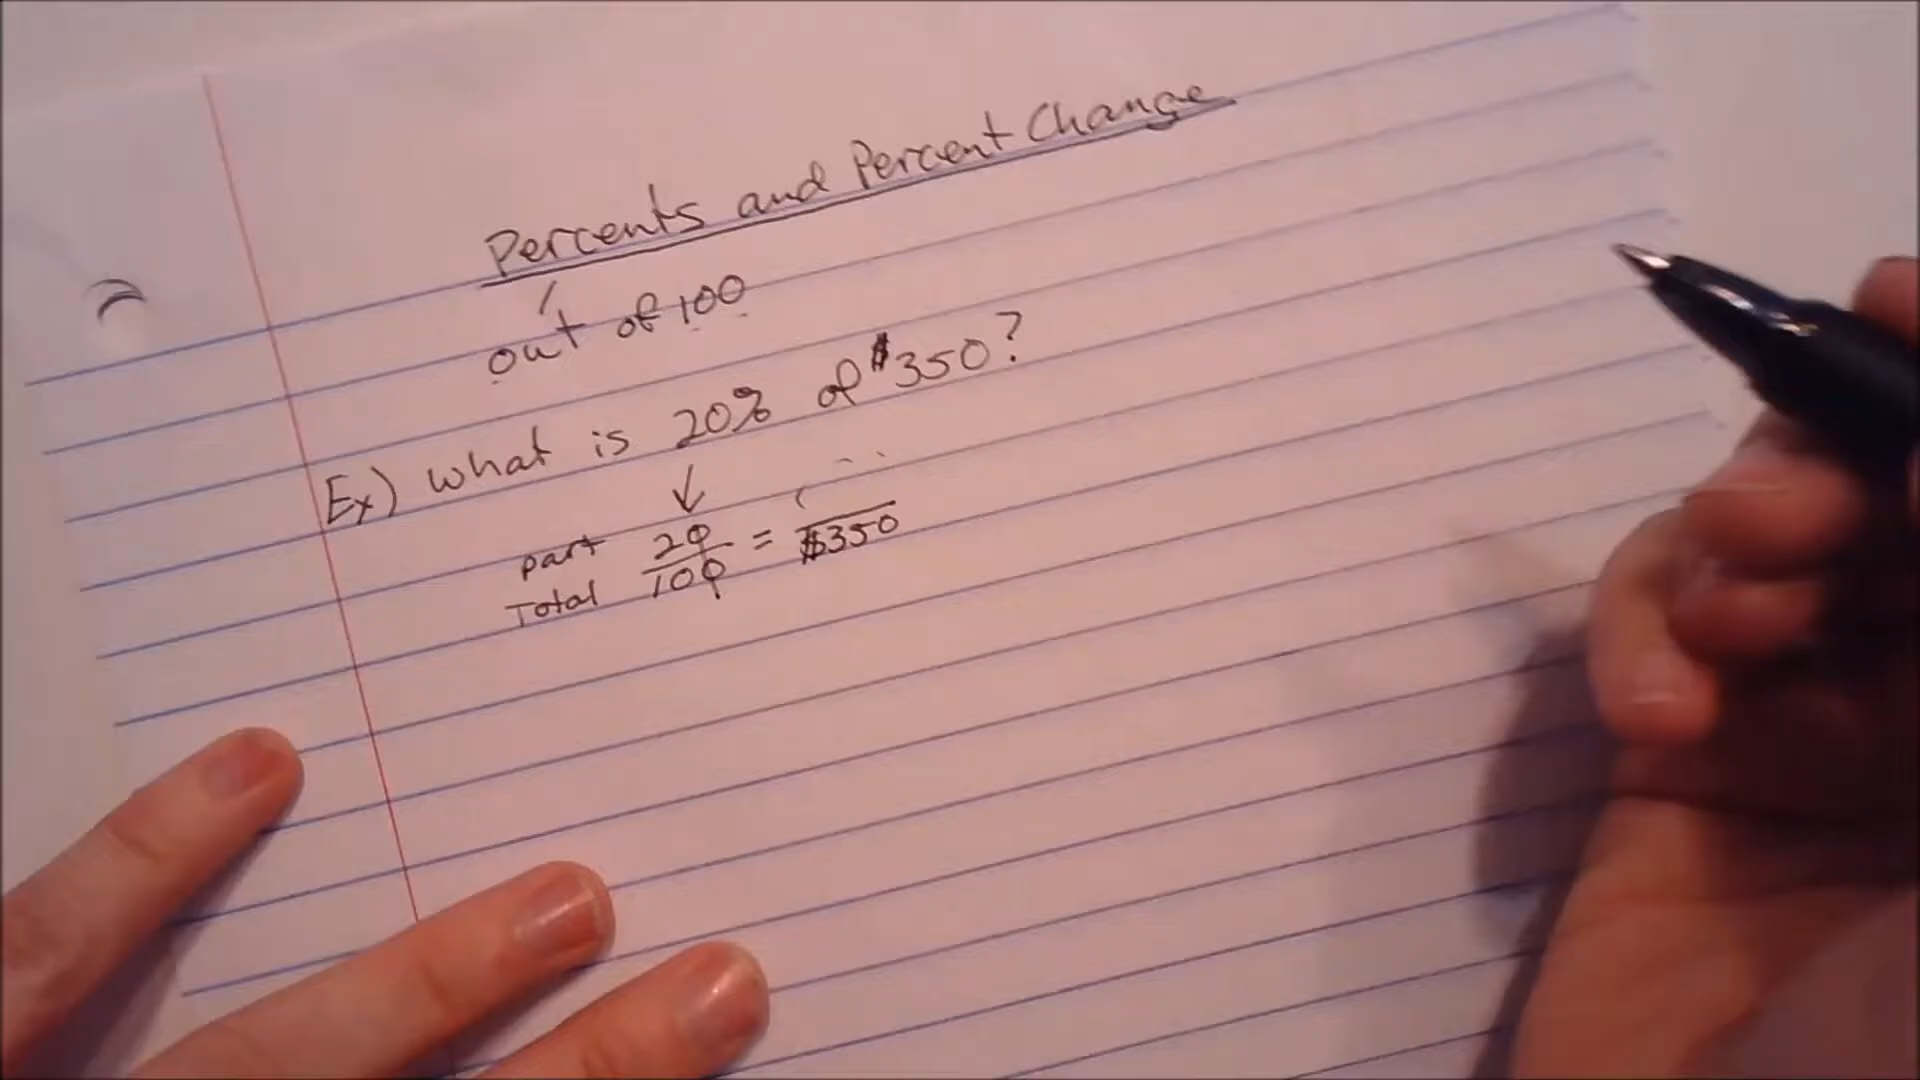 Percents and Percent Change
out of 100
Ex) what is 20% of $350?
part 20 =
Total 100 $350